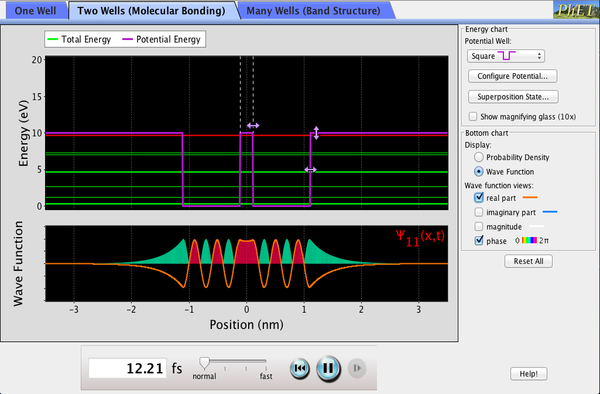 One Well
Two Wells (Molecular Bonding)
Many Wells (Band Structure)
PhET
Total Energy
Potential Energy
Energy (eV)
20
15
10
5
0
Wave Function
Ψ11(x,t)
-3
-2
-1
0
1
2
3
Position (nm)
Energy chart
Potential Well:
Square
Configure Potential...
Superposition State...
Show magnifying glass (10x)
Bottom chart
Display:
Probability Density
Wave Function
Wave function views:
real part
imaginary part
magnitude
phase 0 2π
Reset All
12.21 fs
normal
fast
Help!